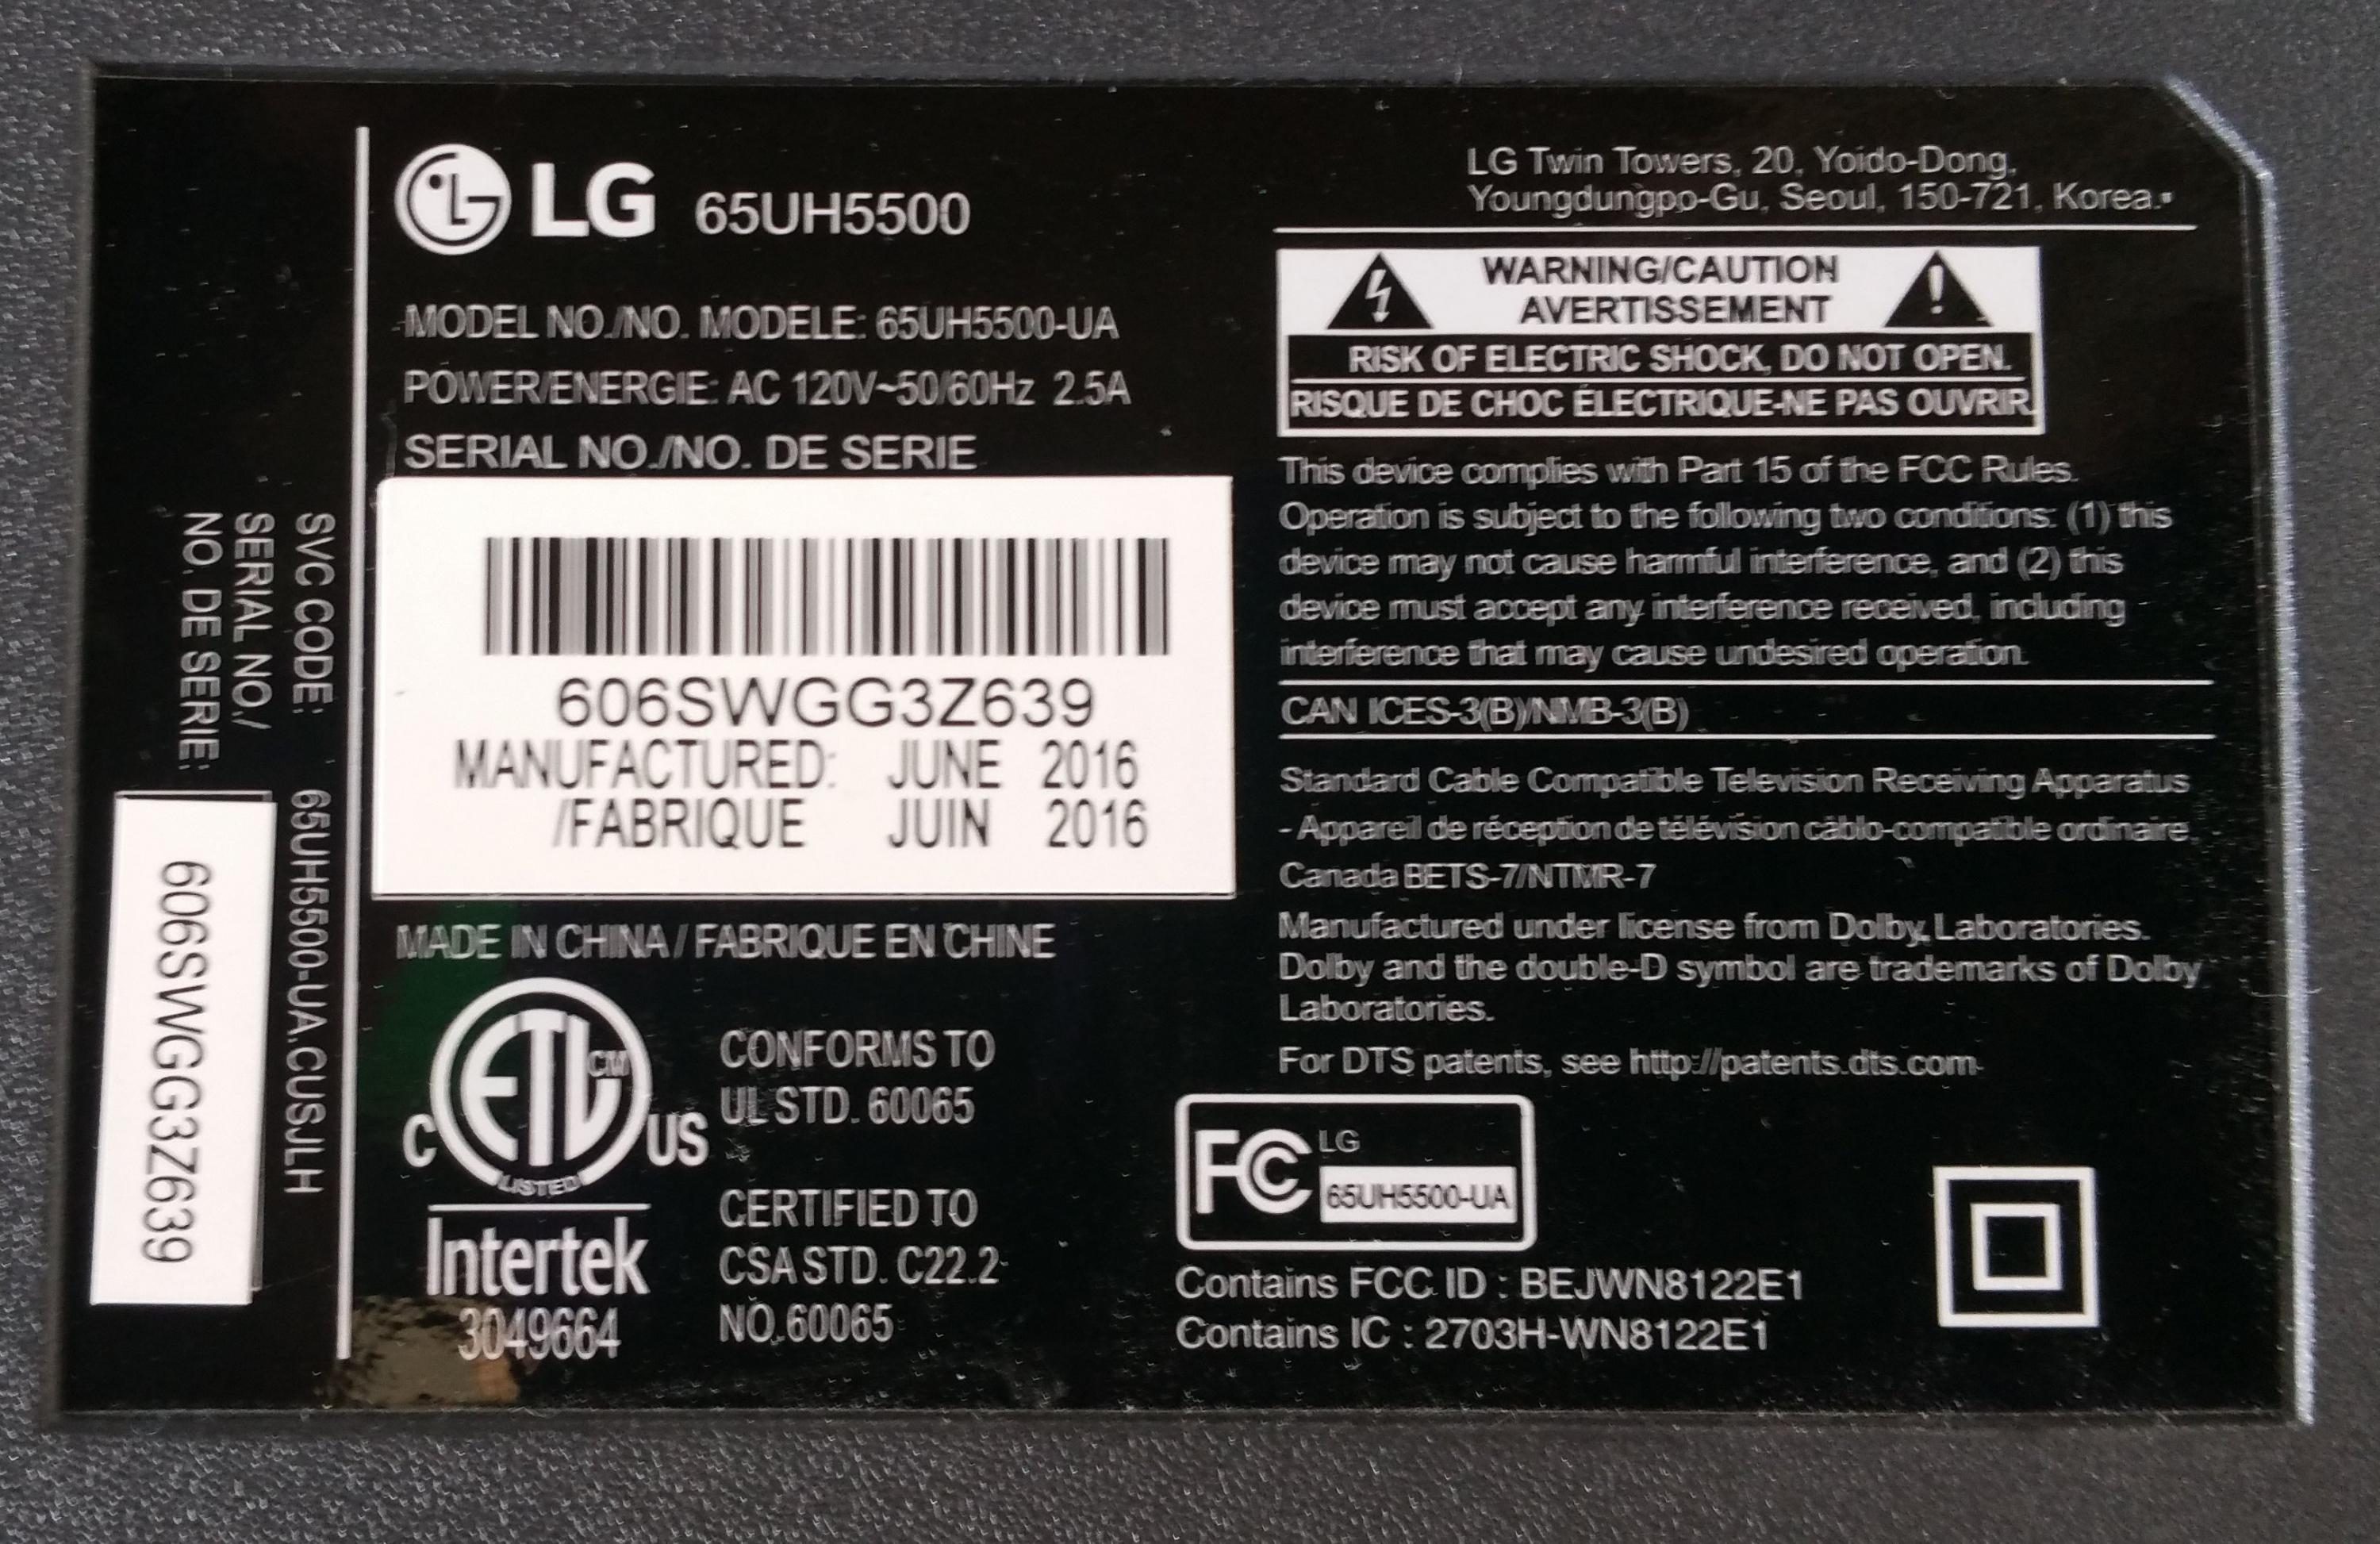 LG 65UH5500
MODEL NO./NO. MODELE: 65UH5500-UA
POWER/ENERGIE: AC 120V~50/60Hz 2.5A
SERIAL NO./NO. DE SERIE
606SWGG3Z639
MANUFACTURED: JUNE 2016
/FABRIQUE JUIN 2016
MADE IN CHINA / FABRIQUE EN CHINE
ETL CM
LISTED
C US
Intertek
3049664
CONFORMS TO
UL STD. 60065
CERTIFIED TO
CSA STD. C22.2
NO.60065
SVC CODE: 65UH5500-UA.CUSJLH
SERIAL NO./
NO. DE SERIE:
606SWGG3Z639
LG Twin Towers, 20, Yoido-Dong,
Youngdungpo-Gu, Seoul, 150-721, Korea.
WARNING/CAUTION
AVERTISSEMENT
RISK OF ELECTRIC SHOCK, DO NOT OPEN.
RISQUE DE CHOC ÉLECTRIQUE-NE PAS OUVRIR
This device complies with Part 15 of the FCC Rules.
Operation is subject to the following two conditions: (1) this
device may not cause harmful interference, and (2) this
device must accept any interference received, including
interference that may cause undesired operation.
CAN ICES-3(B)/NMB-3(B)
Standard Cable Compatible Television Receiving Apparatus
- Appareil de réception de télévision câblo-compatible ordinaire,
Canada BETS-7/NTMR-7
Manufactured under license from Dolby Laboratories.
Dolby and the double-D symbol are trademarks of Dolby
Laboratories.
For DTS patents, see http://patents.dts.com
FC LG
65UH5500-UA
Contains FCC ID : BEJWN8122E1
Contains IC : 2703H-WN8122E1